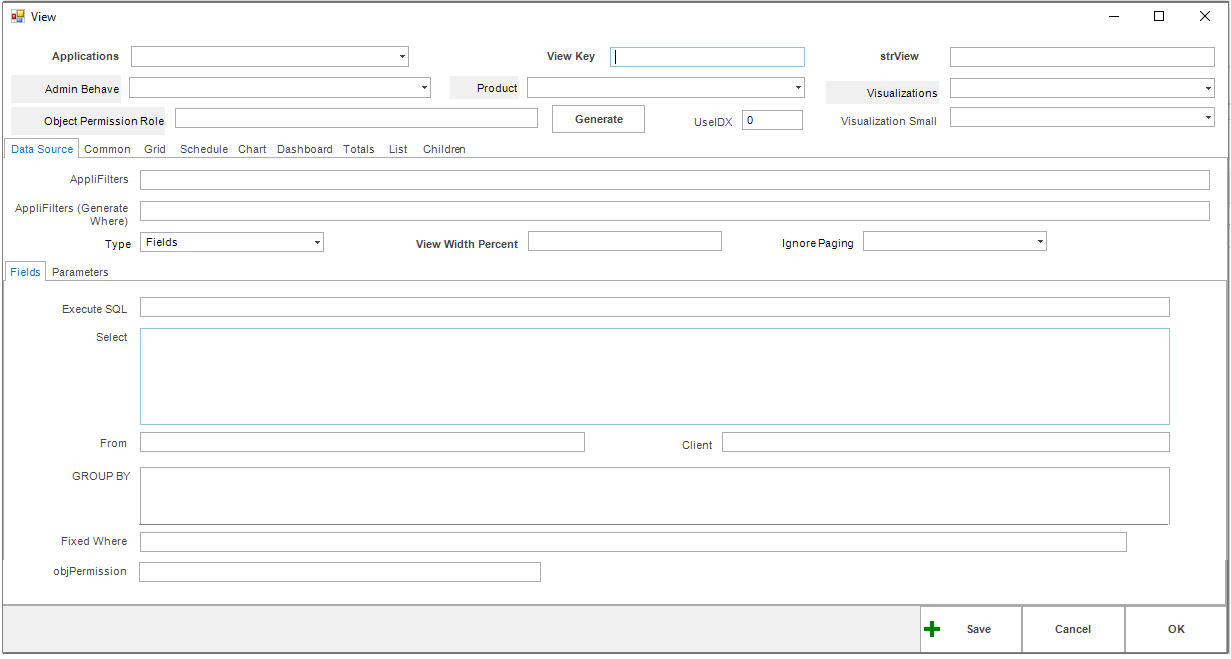 View
Applications View Key strView
Admin Behave Product Visualizations
Object Permission Role Generate UseIDX 0 Visualization Small
Data Source Common Grid Schedule Chart Dashboard Totals List Children
AppliFilters
AppliFilters (Generate
Where)
Type Fields View Width Percent Ignore Paging
Fields Parameters
Execute SQL
Select
From Client
GROUP BY
Fixed Where
objPermission
Save Cancel OK